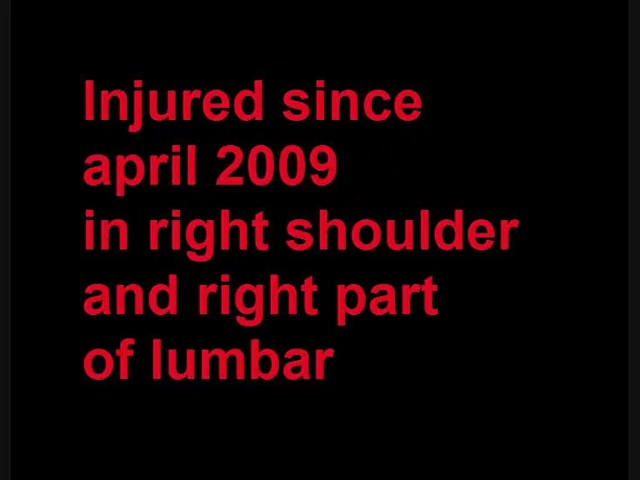 Injured since
april 2009
in right shoulder
and right part
of lumbar